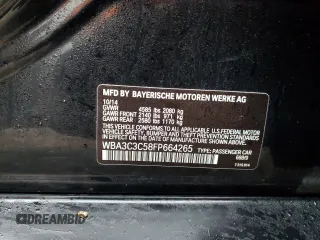 MFD BY BAYERISCHE MOTOREN WERKE AG
10/14
GVWR 4585 lbs 2080 kg
GAWR FRONT 2140 lbs 971 kg
GAWR REAR 2580 lbs 1170 kg
THIS VEHICLE CONFORMS TO ALL APPLICABLE U.S. FEDERAL MOTOR
VEHICLE SAFETY, BUMPER AND THEFT PREVENTION STANDARDS IN
EFFECT ON THE DATE OF MANUFACTURE SHOWN ABOVE.
WBA3C3C58FP664265
TYPE: PASSENGER CAR
DREAMBID